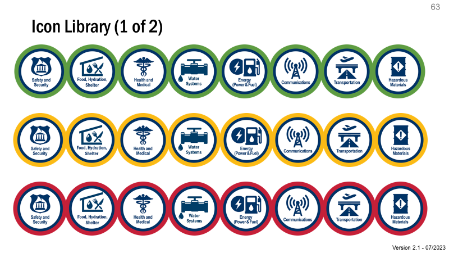 63
Icon Library (1 of 2)
Safety and
Security
Food, Hydration,
Shelter
Health and
Medical
Water
Systems
Energy
(Power & Fuel)
Communications
Transportation
Hazardous
Materials
Safety and
Security
Food, Hydration,
Shelter
Health and
Medical
Water
Systems
Energy
(Power & Fuel)
Communications
Transportation
Hazardous
Materials
Safety and
Security
Food, Hydration,
Shelter
Health and
Medical
Water
Systems
Energy
(Power & Fuel)
Communications
Transportation
Hazardous
Materials
Version 2.1 - 07/2023